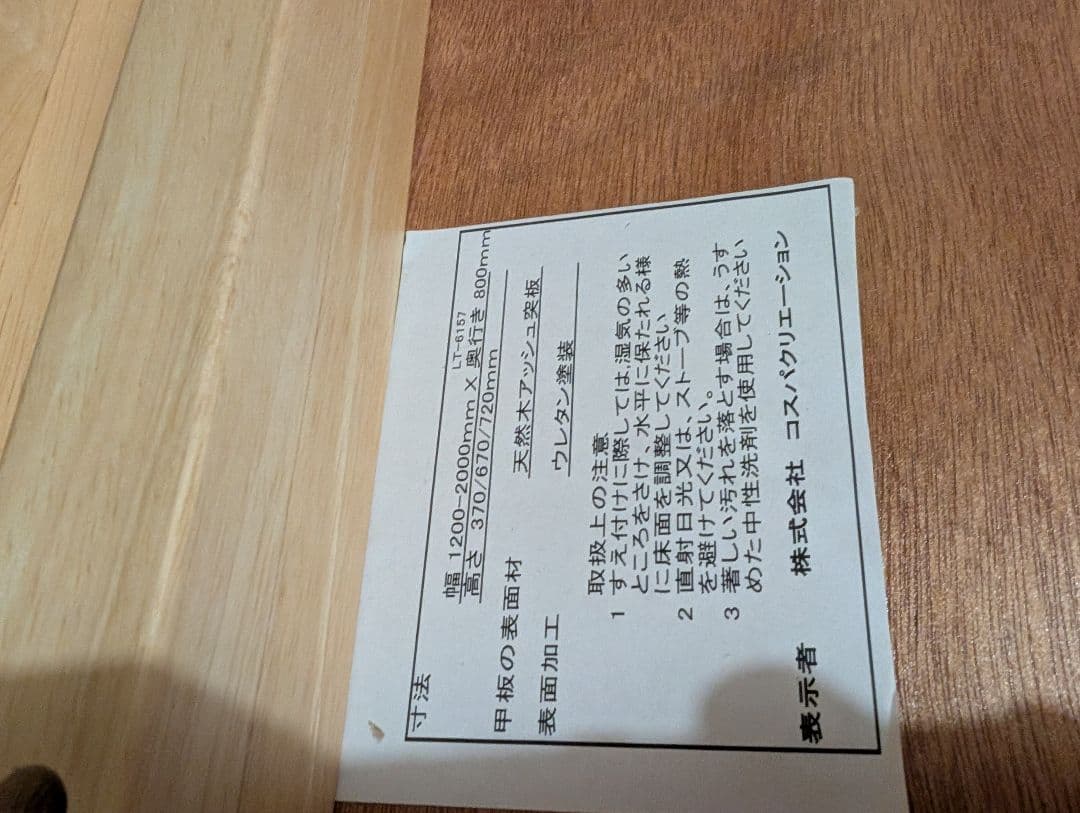 寸法
LT-6157
幅 1200-2000mm X 奥行き 800mm
高さ 370/670/720mm
甲板の表面材 天然木アッシュ突板
表面加工 ウレタン塗装
取扱上の注意
1 すえ付けに際しては,湿気の多い
ところをさけ、水平に保たれる様
に床面を調整してください
2 直射日光又は、ストーブ等の熱
を避けてください。
3 著しい汚れを落とす場合は、うす
めた中性洗剤を使用してください
表示者 株式会社 コスパクリエーション